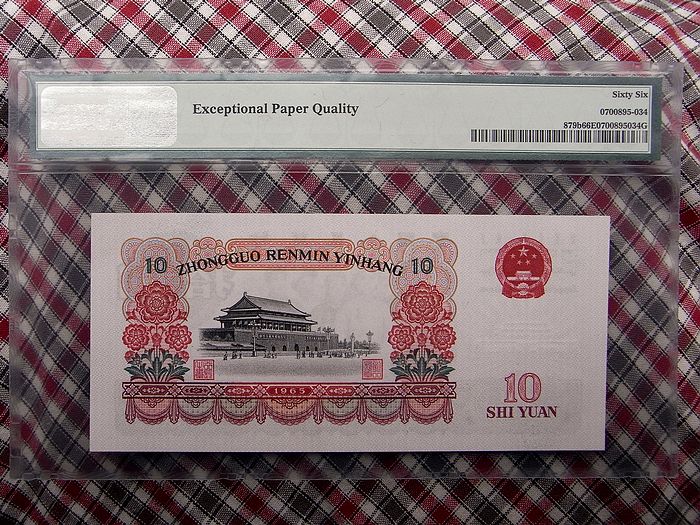 Exceptional Paper Quality
Sixty Six
0700895-034
879b66E0700895034G
10 ZHONGGUO RENMIN YINHANG 10
1965
10
SHI YUAN